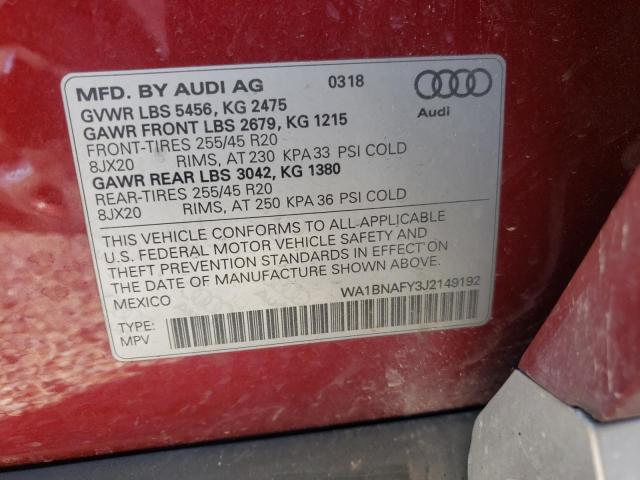 MFD. BY AUDI AG 0318
GVWR LBS 5456, KG 2475
GAWR FRONT LBS 2679, KG 1215
FRONT-TIRES 255/45 R20
8JX20 RIMS, AT 230 KPA 33 PSI COLD
GAWR REAR LBS 3042, KG 1380
REAR-TIRES 255/45 R20
8JX20 RIMS, AT 250 KPA 36 PSI COLD
Audi
THIS VEHICLE CONFORMS TO ALL APPLICABLE
U.S. FEDERAL MOTOR VEHICLE SAFETY AND
THEFT PREVENTION STANDARDS IN EFFECT ON
THE DATE OF MANUFACTURE SHOWN ABOVE.
MEXICO
WA1BNAFY3J2149192
TYPE:
MPV